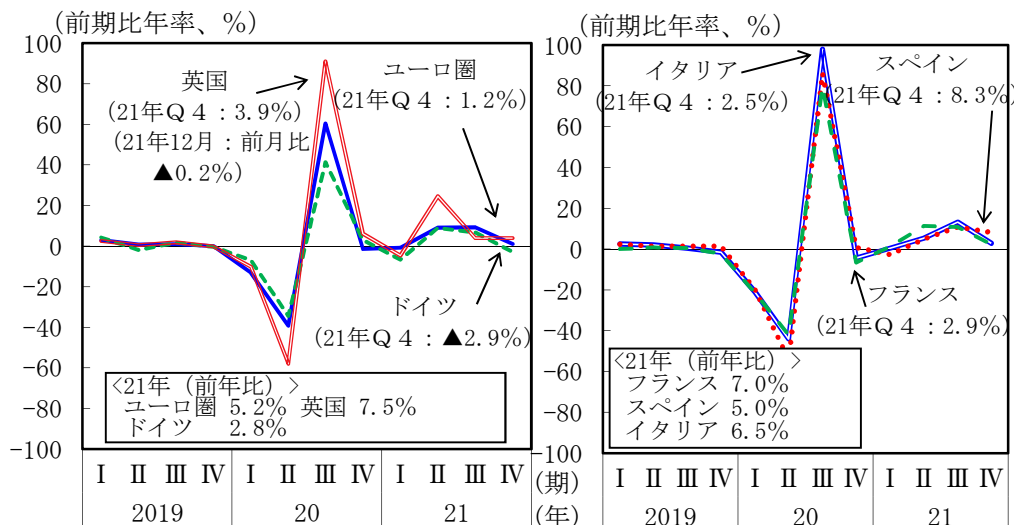 (前期比年率、%)
100
80
60
40
20
0
-20
-40
-60
-80
-100
英国
(21年Q4:3.9%)
(21年12月:前月比
▲0.2%)
ユーロ圏
(21年Q4:1.2%)
ドイツ
(21年Q4:▲2.9%)
<21年(前年比)>
ユーロ圏 5.2% 英国 7.5%
ドイツ 2.8%
Ⅰ Ⅱ Ⅲ Ⅳ Ⅰ Ⅱ Ⅲ Ⅳ Ⅰ Ⅱ Ⅲ Ⅳ (期)
2019 20 21 (年)
(前期比年率、%)
100
80
60
40
20
0
-20
-40
-60
-80
-100
イタリア
(21年Q4:2.5%)
スペイン
21年Q4:8.3%)
フランス
(21年Q4:2.9%)
<21年(前年比)>
フランス 7.0%
スペイン 5.0%
イタリア 6.5%
Ⅰ Ⅱ Ⅲ Ⅳ Ⅰ Ⅱ Ⅲ Ⅳ Ⅰ Ⅱ Ⅲ Ⅳ
2019 20 21